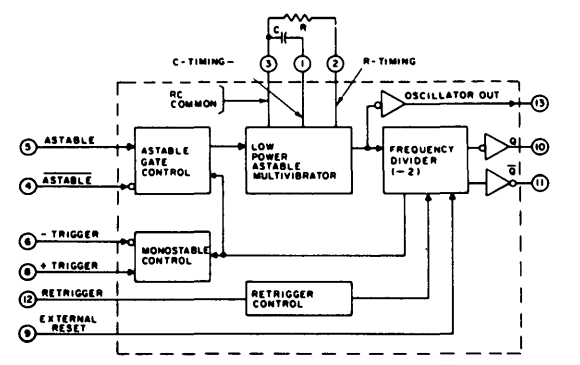 R
C
C-TIMING-
3
1
2
R-TIMING
RC
COMMON
OSCILLATOR OUT
13
5
ASTABLE
ASTABLE
GATE
CONTROL
LOW
POWER
ASTABLE
MULTIVIBRATOR
FREQUENCY
DIVIDER
(-2)
Q
10
4
ASTABLE
Q
11
6
- TRIGGER
MONOSTABLE
CONTROL
8
+ TRIGGER
12
RETRIGGER
RETRIGGER
CONTROL
9
EXTERNAL
RESET